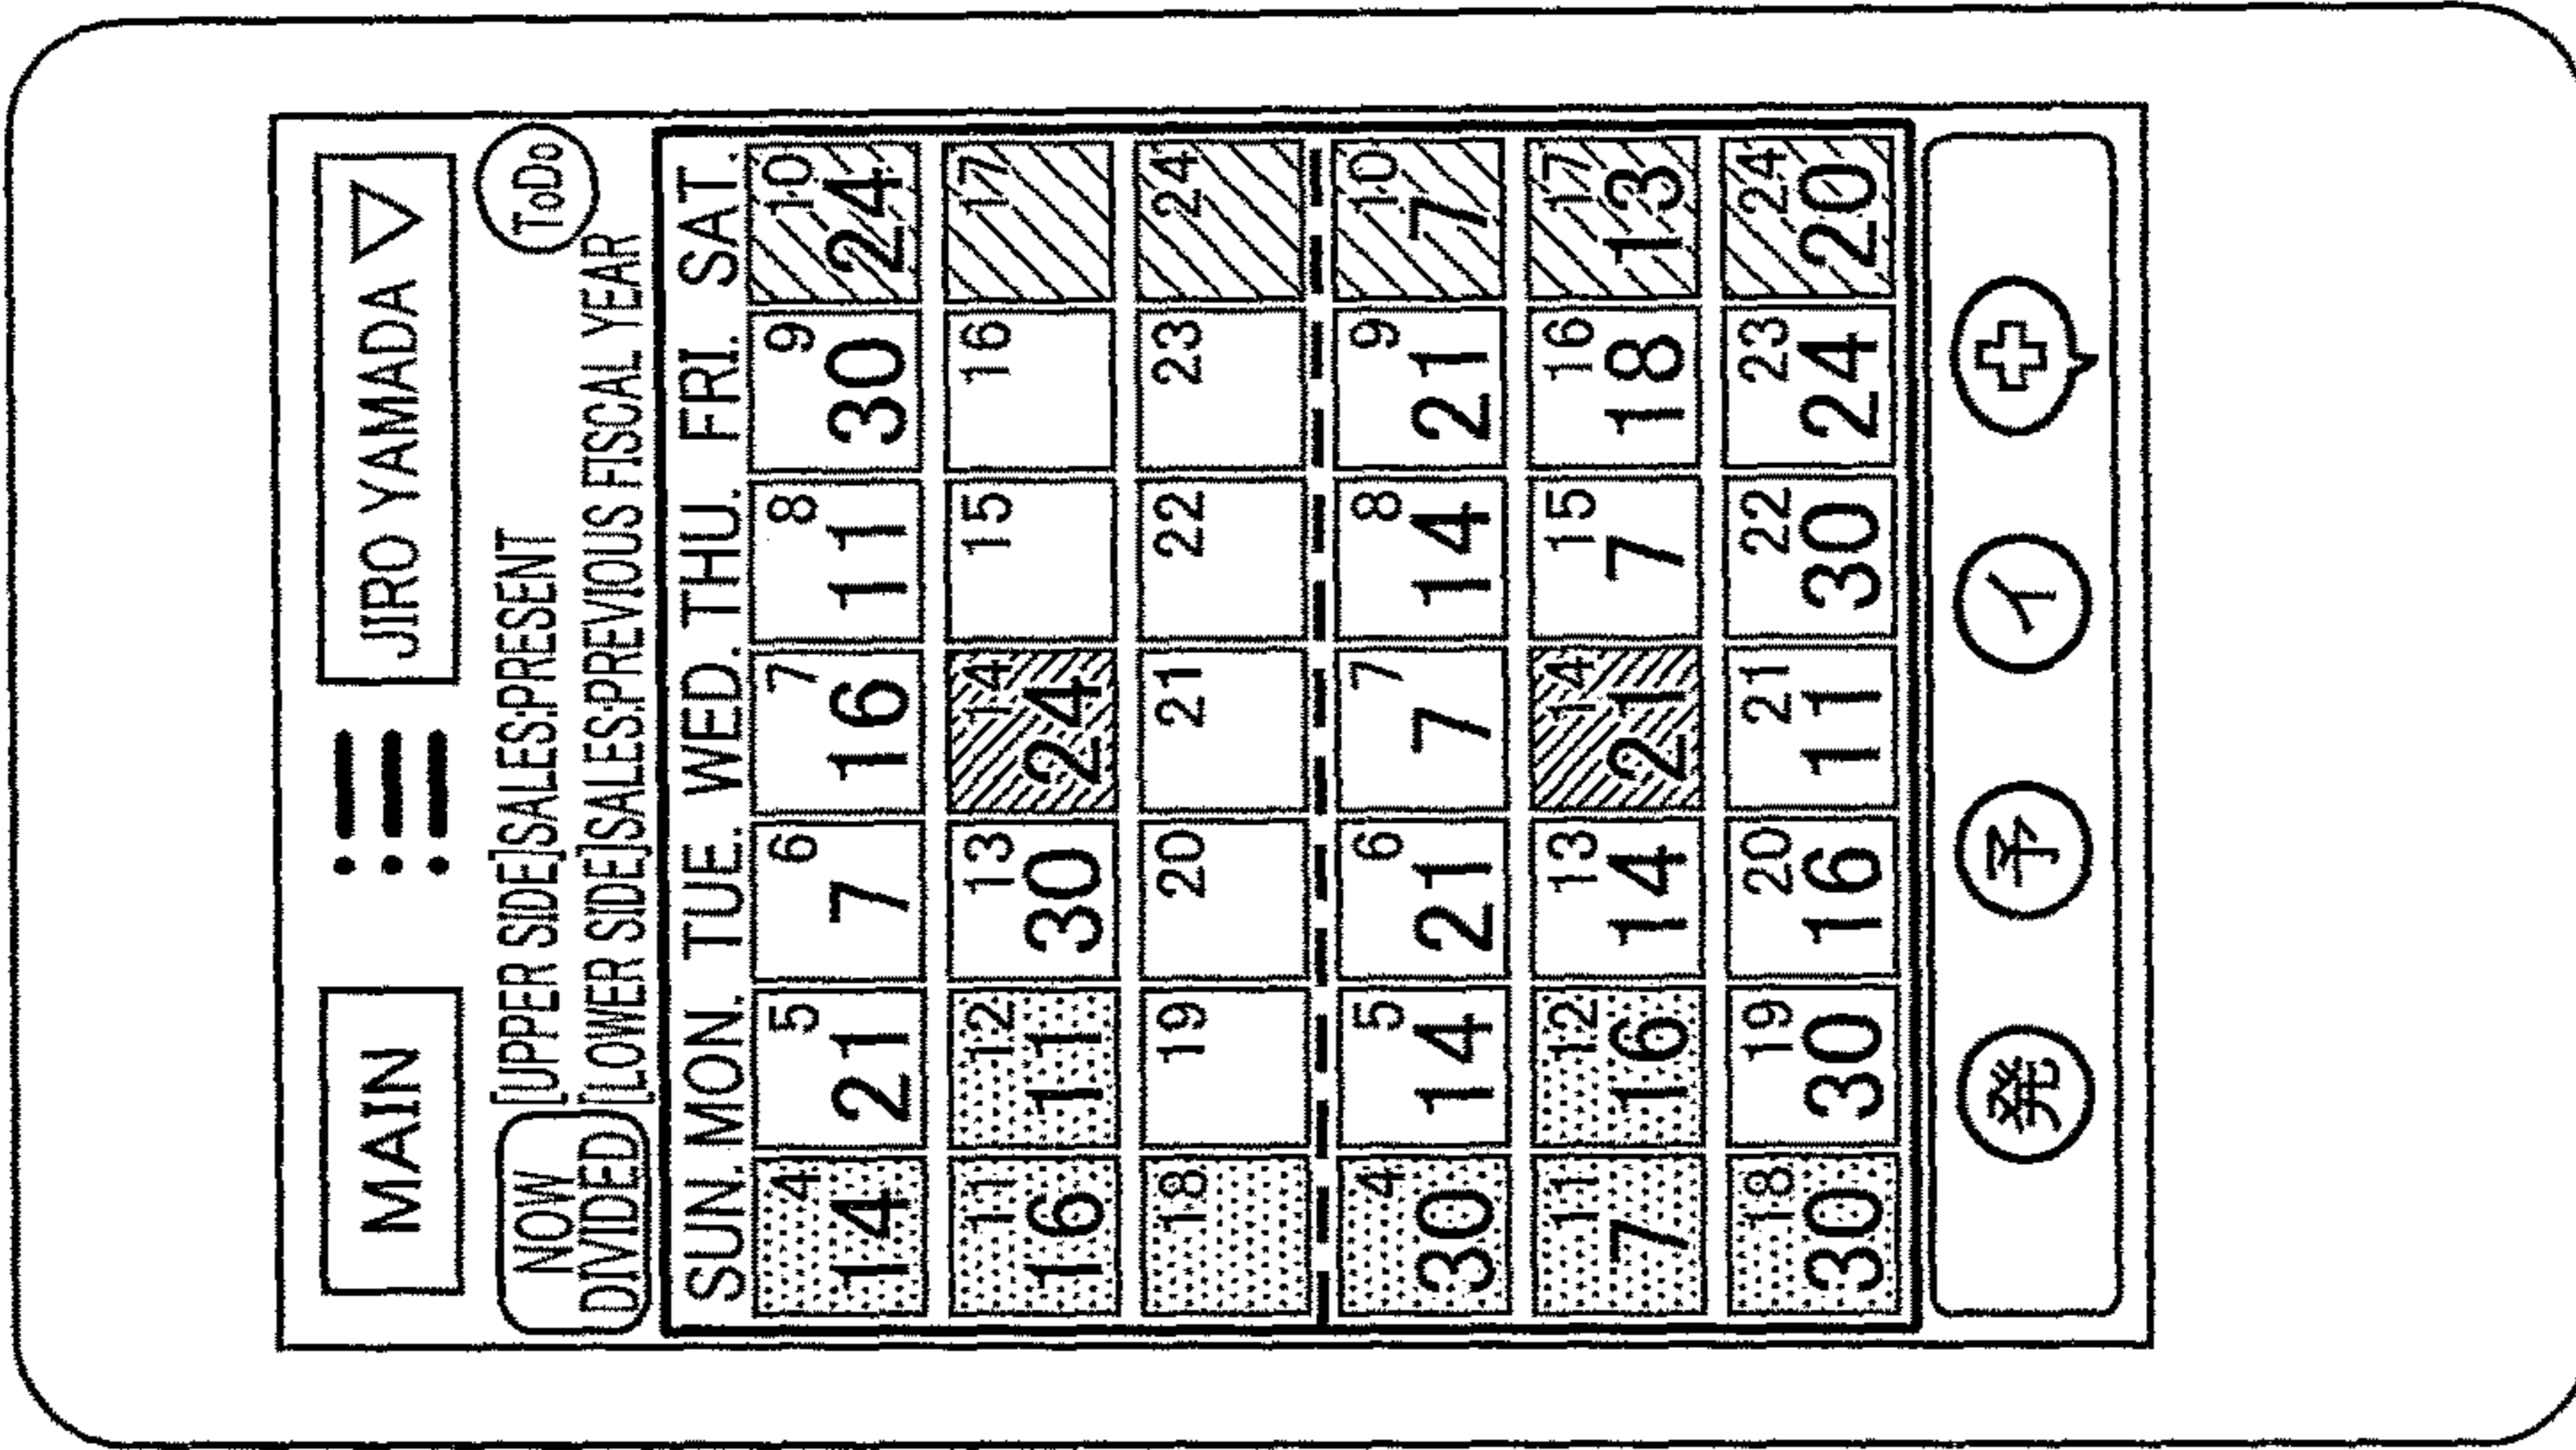 MAIN JIRO YAMADA
NOW DIVIDED [UPPER SIDE]SALES:PRESENT ToDo
[LOWER SIDE]SALES:PREVIOUS FISCAL YEAR
SUN. MON. TUE. WED. THU. FRI. SAT.
4 5 6 7 8 9 10
14 21 7 16 11 30 24
11 12 13 14 15 16 17
16 11 30 24
18 19 20 21 22 23 24
4 5 6 7 8 9 10
30 14 21 7 14 21 7
11 12 13 14 15 16 17
7 16 14 21 7 18 13
18 19 20 21 22 23 24
30 30 16 11 30 24 20
発 予 イ